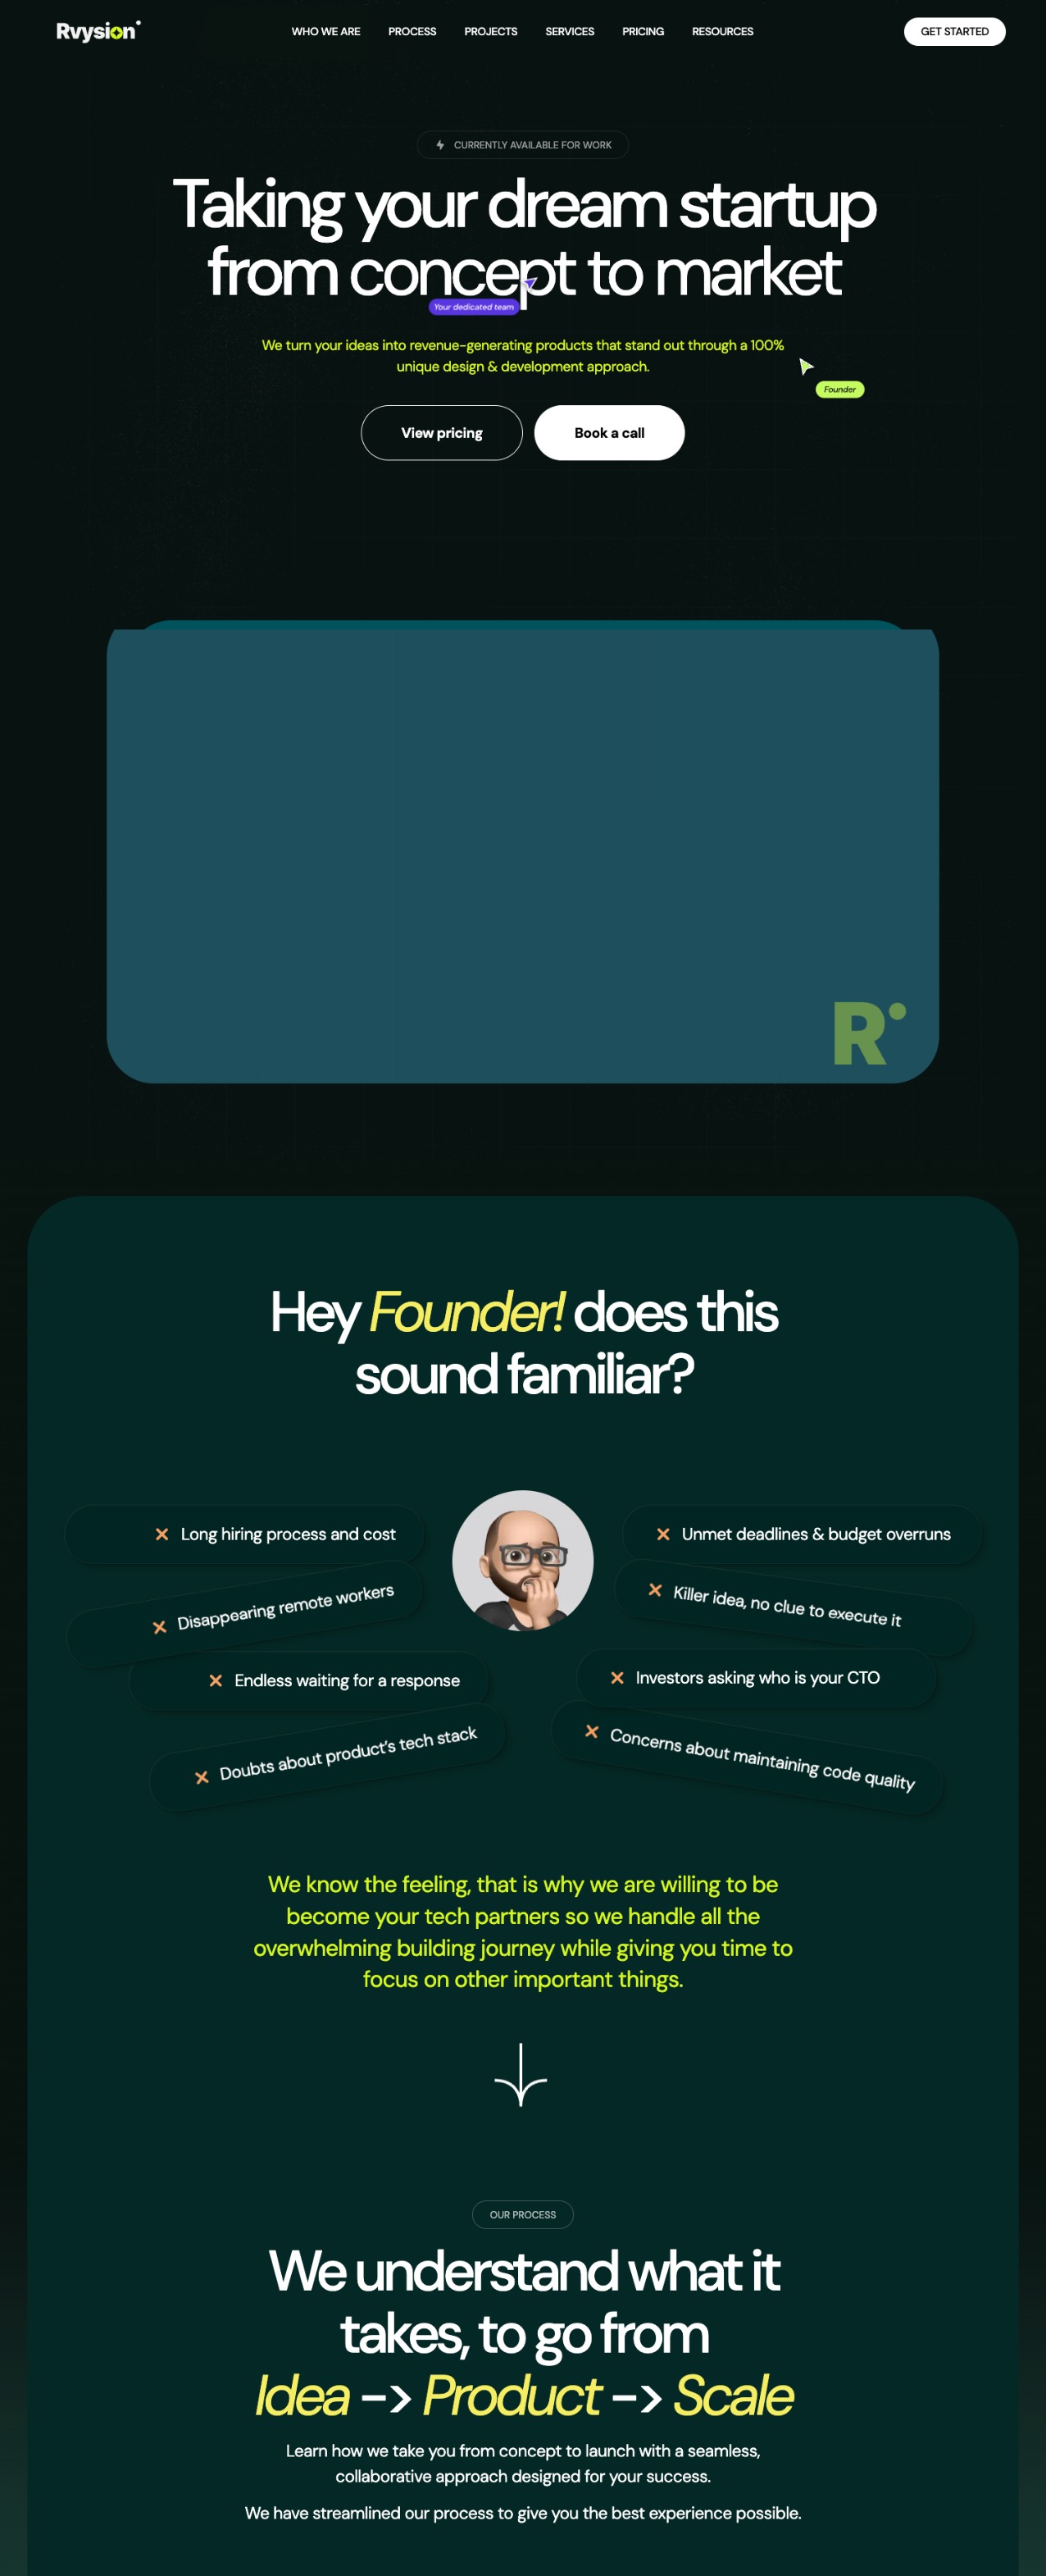 Rvysion
WHO WE ARE
PROCESS
PROJECTS
SERVICES
PRICING
RESOURCES
GET STARTED
CURRENTLY AVAILABLE FOR WORK
Taking your dream startup
from concept to market
Your dedicated team
We turn your ideas into revenue-generating products that stand out through a 100%
unique design & development approach.
Founder
View pricing
Book a call
R
Hey Founder! does this
sound familiar?
Long hiring process and cost
Disappearing remote workers
Endless waiting for a response
Doubts about product's tech stack
Unmet deadlines & budget overruns
Killer idea, no clue to execute it
Investors asking who is your CTO
Concerns about maintaining code quality
We know the feeling, that is why we are willing to be
become your tech partners so we handle all the
overwhelming building journey while giving you time to
focus on other important things.
OUR PROCESS
We understand what it
takes, to go from
Idea -> Product -> Scale
Learn how we take you from concept to launch with a seamless,
collaborative approach designed for your success.
We have streamlined our process to give you the best experience possible.